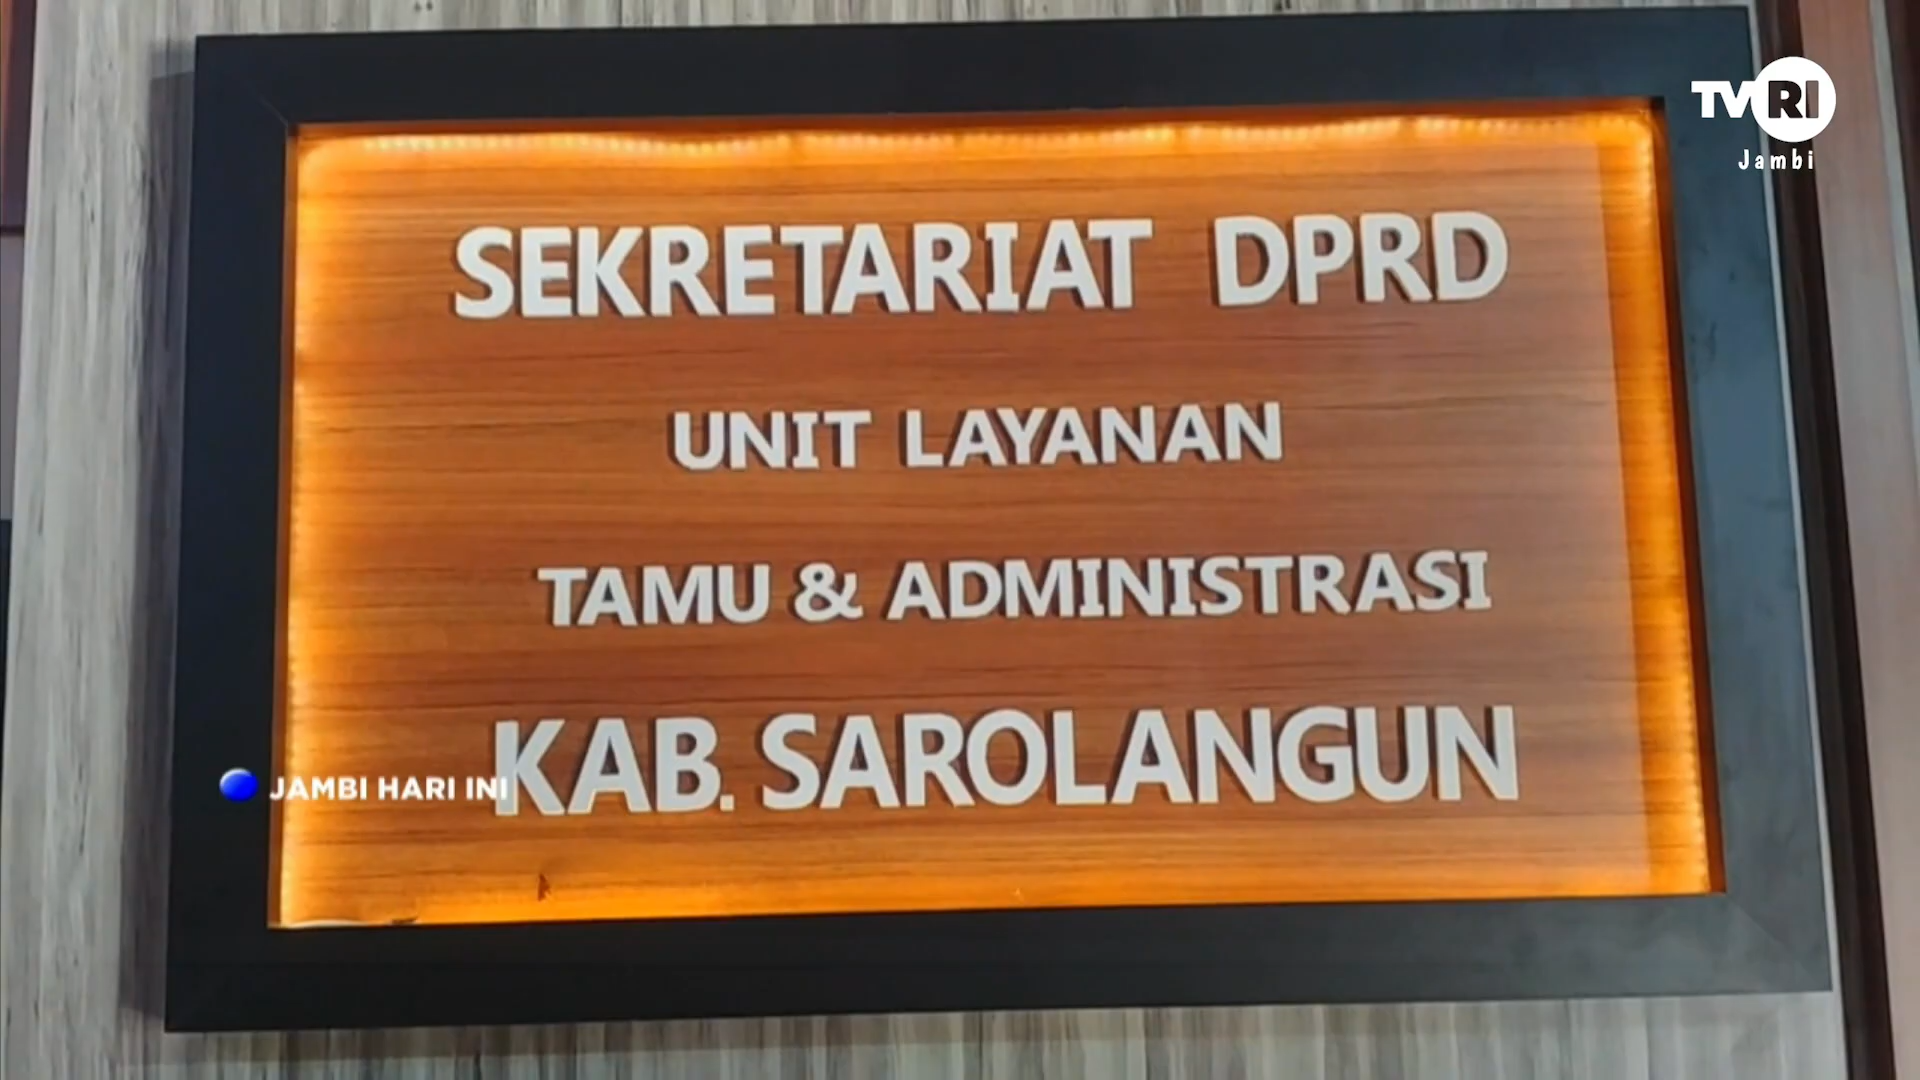 TVRI
Jambi
SEKRETARIAT DPRD
UNIT LAYANAN
TAMU & ADMINISTRASI
KAB. SAROLANGUN
JAMBI HARI INI